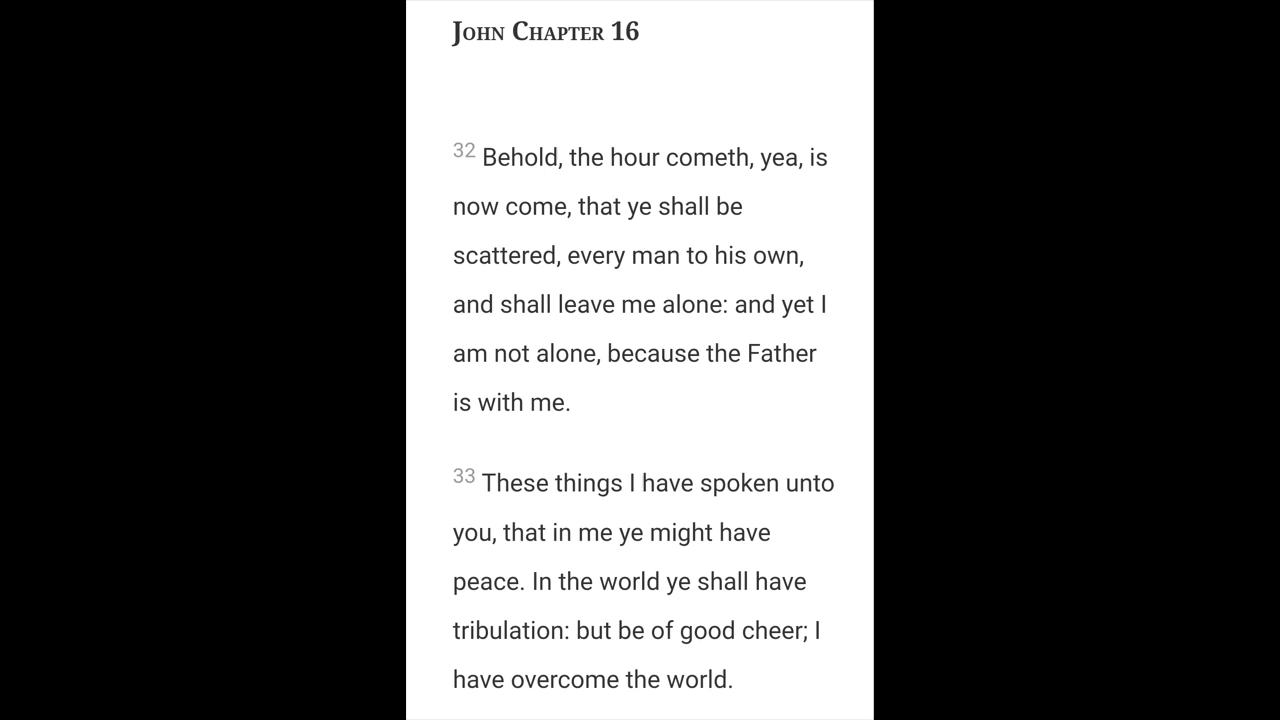 John Chapter 16
32 Behold, the hour cometh, yea, is
now come, that ye shall be
scattered, every man to his own,
and shall leave me alone: and yet I
am not alone, because the Father
is with me.
33 These things I have spoken unto
you, that in me ye might have
peace. In the world ye shall have
tribulation: but be of good cheer; I
have overcome the world.